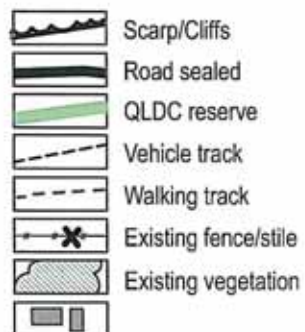 Scarp/Cliffs
Road sealed
QLDC reserve
Vehicle track
Walking track
Existing fence/stile
Existing vegetation